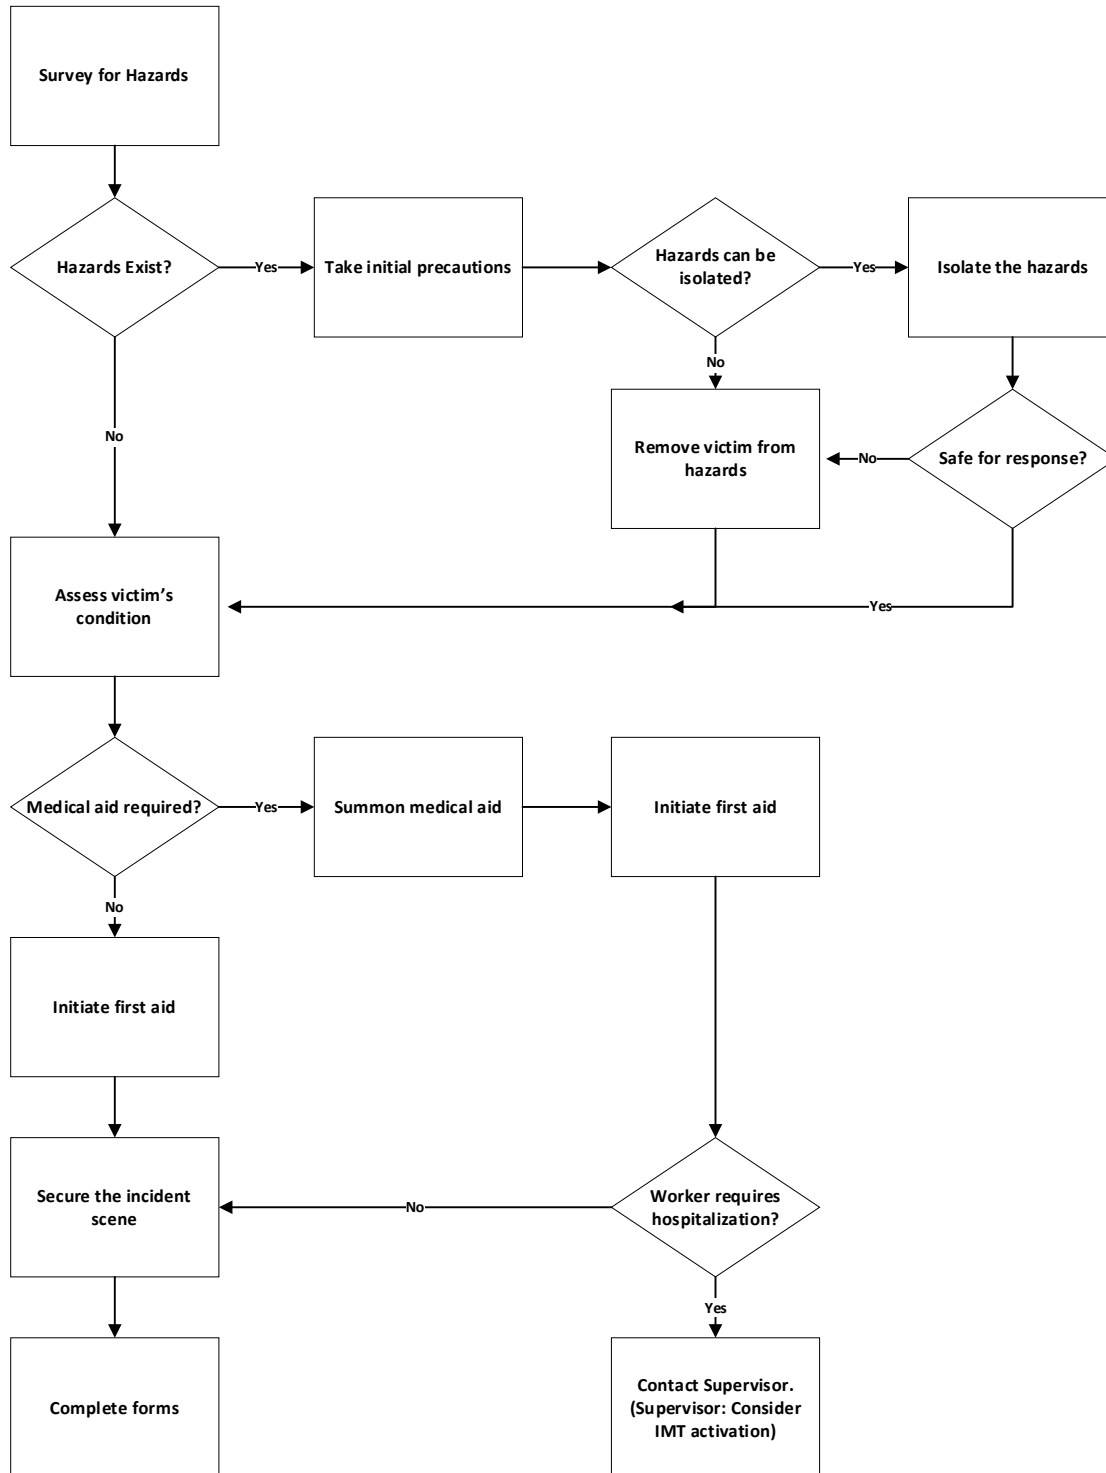 Survey for Hazards
Hazards Exist?
Yes
Take initial precautions
Hazards can be
isolated?
Yes
Isolate the hazards
No
No
Remove victim from
hazards
No
Safe for response?
Assess victim’s
condition
Yes
Medical aid required?
Yes
Summon medical aid
Initiate first aid
No
Initiate first aid
Secure the incident
scene
No
Worker requires
hospitalization?
Yes
Complete forms
Contact Supervisor.
(Supervisor: Consider
IMT activation)